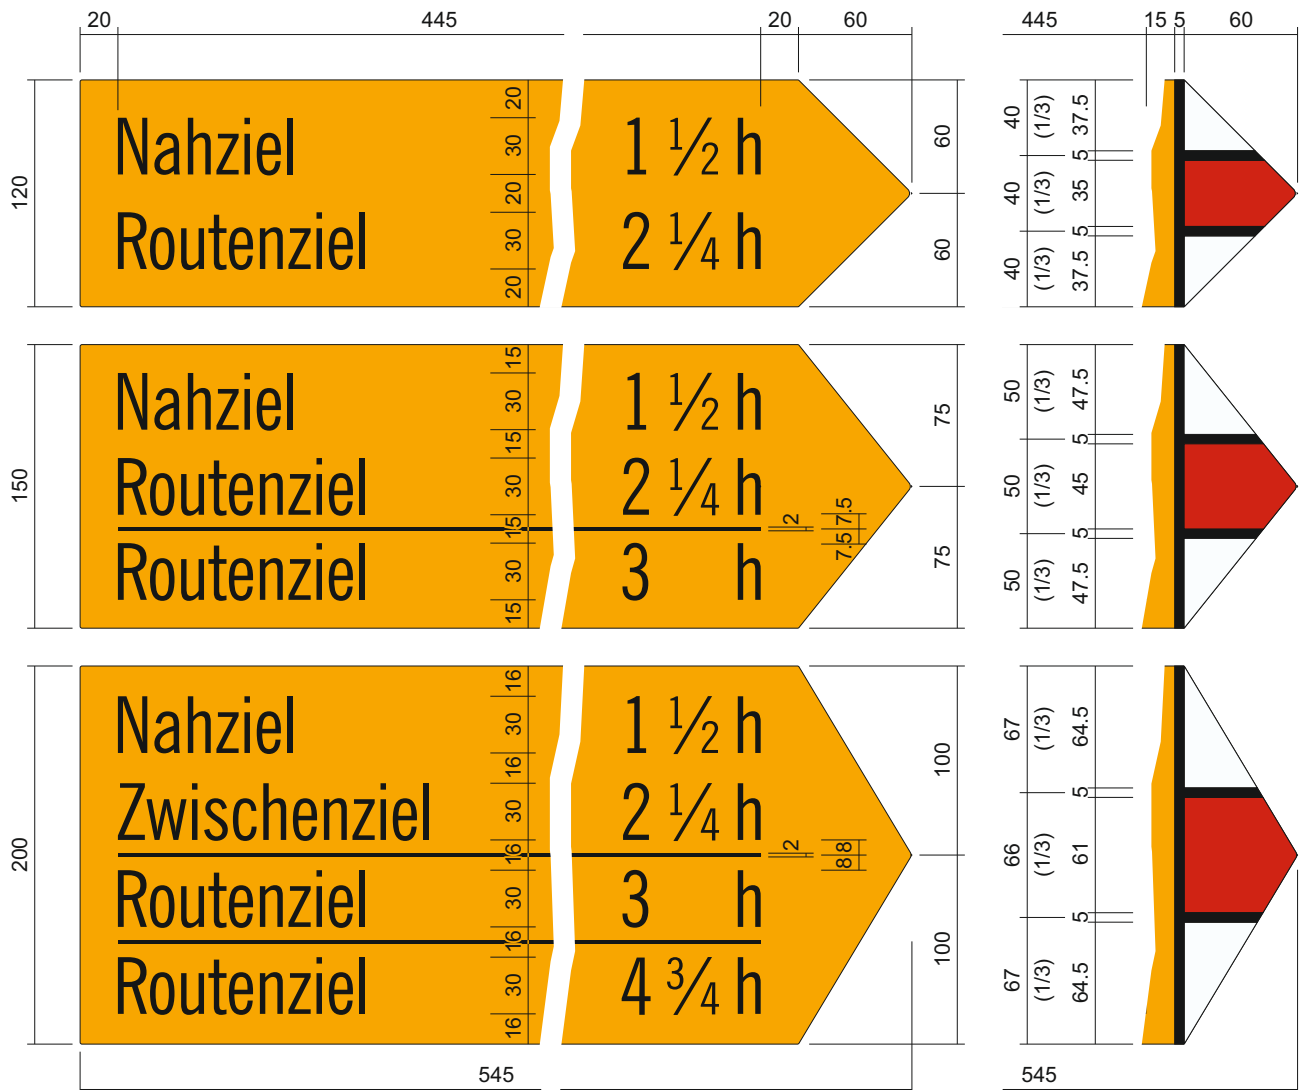 20 445 20 60 445 15 5 60
120
Nahziel 1 ½ h
Routenziel 2 ¼ h
20
30
20
30
20
60
60
40 (1/3) 37.5
5
40 (1/3) 35
5
40 (1/3) 37.5
150
Nahziel 1 ½ h
Routenziel 2 ¼ h
Routenziel 3 h
15
30
15
30
15
30
15
2
7.5
7.5
75
75
50 (1/3) 47.5
5
50 (1/3) 45
5
50 (1/3) 47.5
200
Nahziel 1 ½ h
Zwischenziel 2 ¼ h
Routenziel 3 h
Routenziel 4 ¾ h
16
30
16
30
16
30
16
30
16
2
8
8
100
100
67 (1/3) 64.5
5
66 (1/3) 61
5
67 (1/3) 64.5
545 545